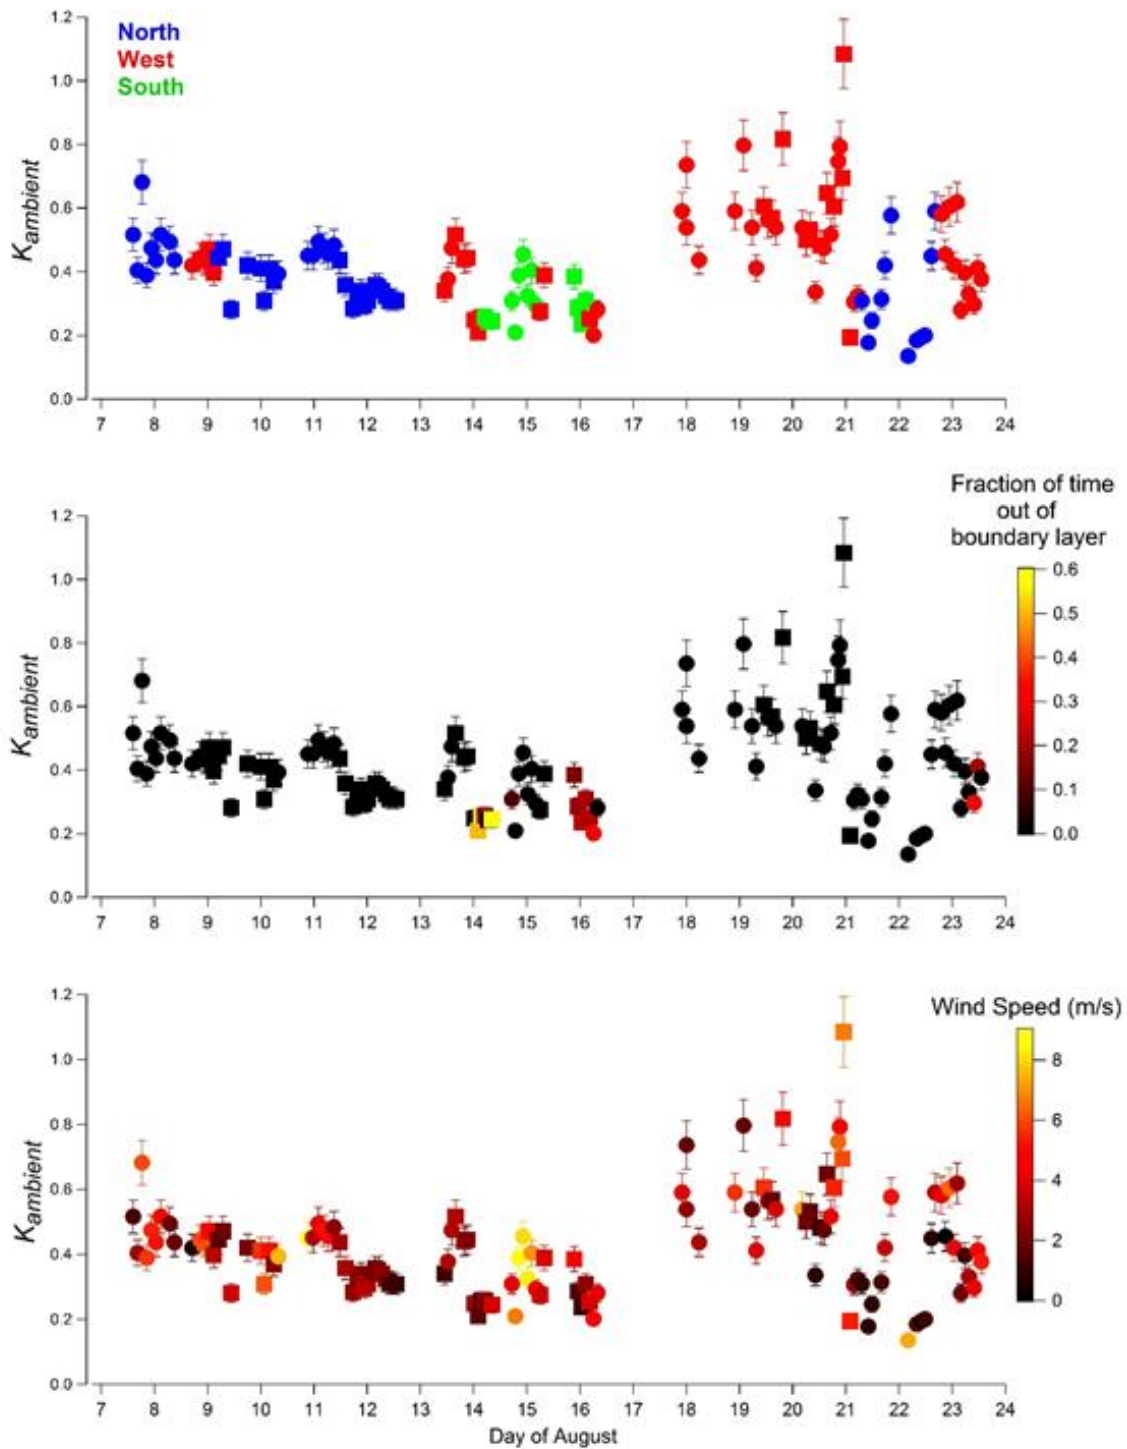 1.2
North
West
South
1.0
0.8
0.6
0.4
0.2
0.0
Kambient
7 8 9 10 11 12 13 14 15 16 17 18 19 20 21 22 23 24
Fraction of time
out of
boundary layer
1.2
1.0
0.8
0.6
0.4
0.2
0.0
Kambient
0.6
0.5
0.4
0.3
0.2
0.1
0.0
7 8 9 10 11 12 13 14 15 16 17 18 19 20 21 22 23 24
Wind Speed (m/s)
1.2
1.0
0.8
0.6
0.4
0.2
0.0
Kambient
8
6
4
2
0
7 8 9 10 11 12 13 14 15 16 17 18 19 20 21 22 23 24
Day of August